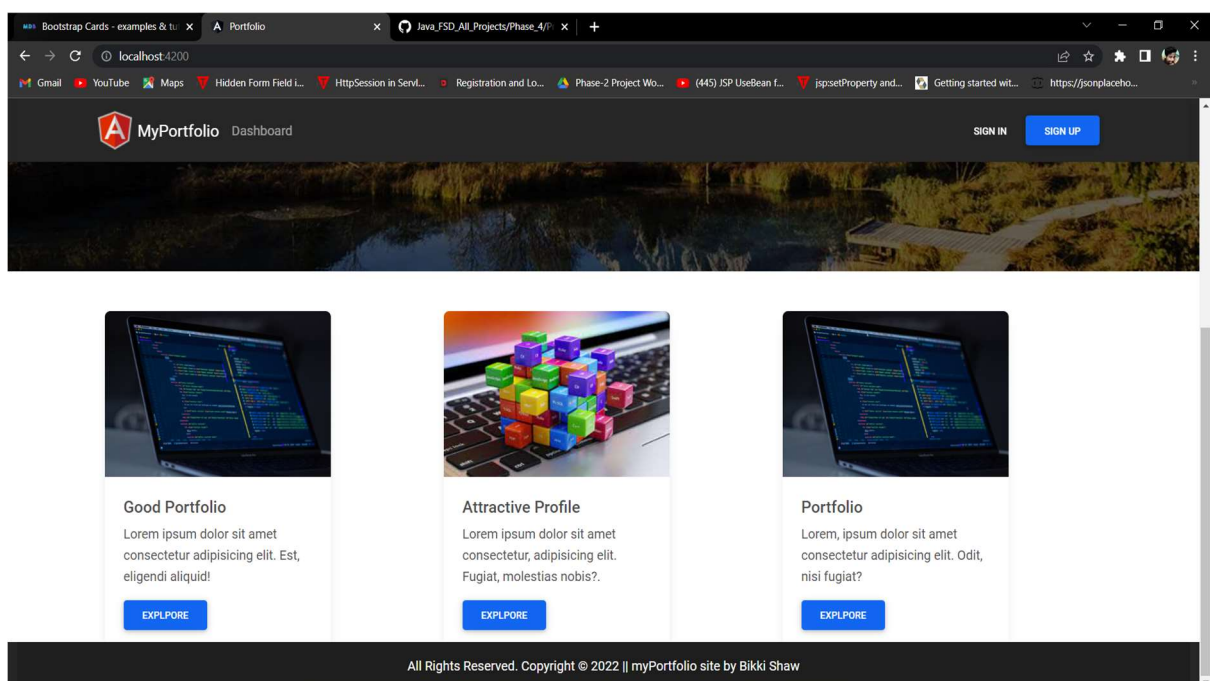 Bootstrap Cards - examples & tu
Portfolio
Java_FSD_All_Projects/Phase_4/P
localhost:4200
Gmail
YouTube
Maps
Hidden Form Field i...
HttpSession in Servl...
Registration and Lo...
Phase-2 Project Wo...
(445) JSP UseBean f...
jsp:setProperty and...
Getting started wit...
https://jsonplaceho...
MyPortfolio
Dashboard
SIGN IN
SIGN UP
Good Portfolio
Lorem ipsum dolor sit amet
consectetur adipisicing elit. Est,
eligendi aliquid!
EXPLPORE
Attractive Profile
Lorem ipsum dolor sit amet
consectetur, adipisicing elit.
Fugiat, molestias nobis?.
EXPLPORE
Portfolio
Lorem, ipsum dolor sit amet
consectetur adipisicing elit. Odit,
nisi fugiat?
EXPLPORE
All Rights Reserved. Copyright © 2022 || myPortfolio site by Bikki Shaw